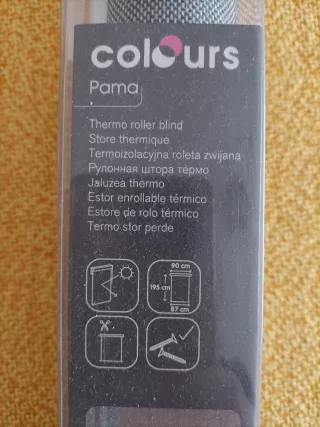 colours
Pama
Thermo roller blind
Store thermique
Termoizolacyjna roleta zwijana
Рулонная штора термо
Jaluzea thermo
Estor enrollable térmico
Estore de rolo térmico
Termo stor perde
90 cm
195 cm
87 cm